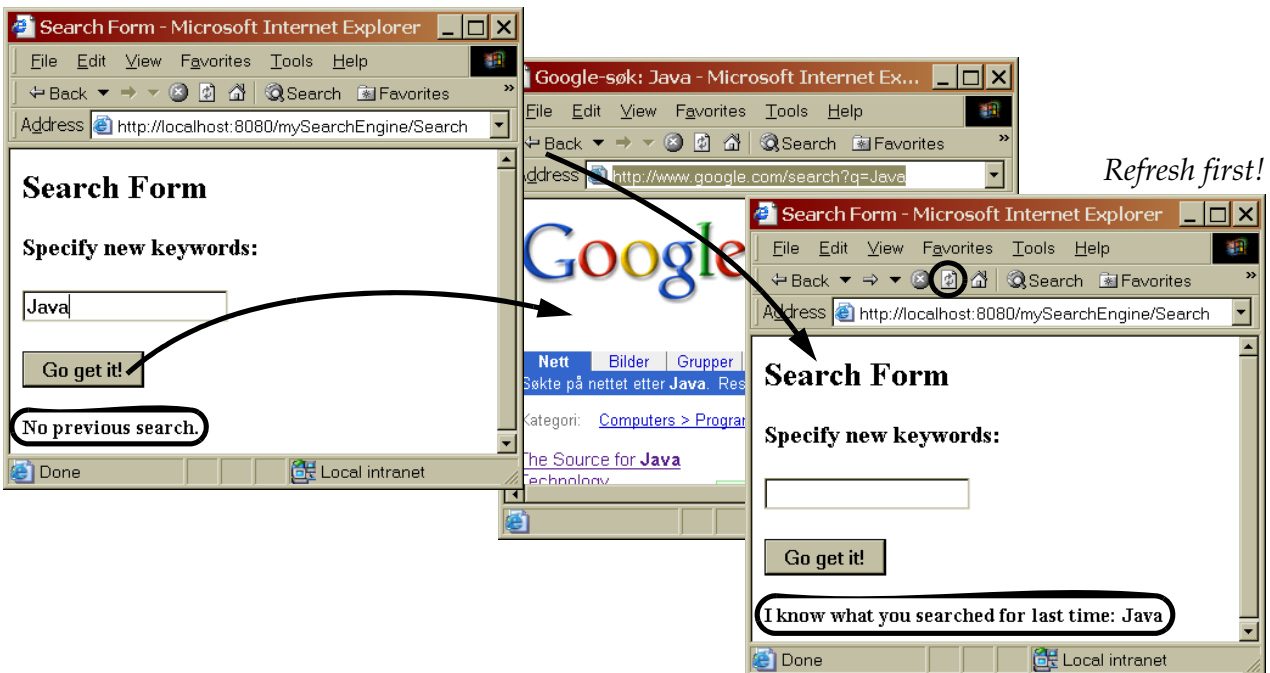 Search Form - Microsoft Internet Explorer
File Edit View Favorites Tools Help
Back Search Favorites »
Address http://localhost:8080/mySearchEngine/Search
Search Form
Specify new keywords:
Java
Go get it!
No previous search.
Done Local intranet
Google-søk: Java - Microsoft Internet Ex...
File Edit View Favorites Tools Help
Back Search Favorites »
Address http://www.google.com/search?q=Java
Google
Nett Bilder Grupper
Søkte på nettet etter Java. Res
Kategori: Computers > Progra
The Source for Java
Technology
Refresh first!
Search Form - Microsoft Internet Explorer
File Edit View Favorites Tools Help
Back Search Favorites »
Address http://localhost:8080/mySearchEngine/Search
Search Form
Specify new keywords:
Go get it!
I know what you searched for last time: Java
Done Local intranet